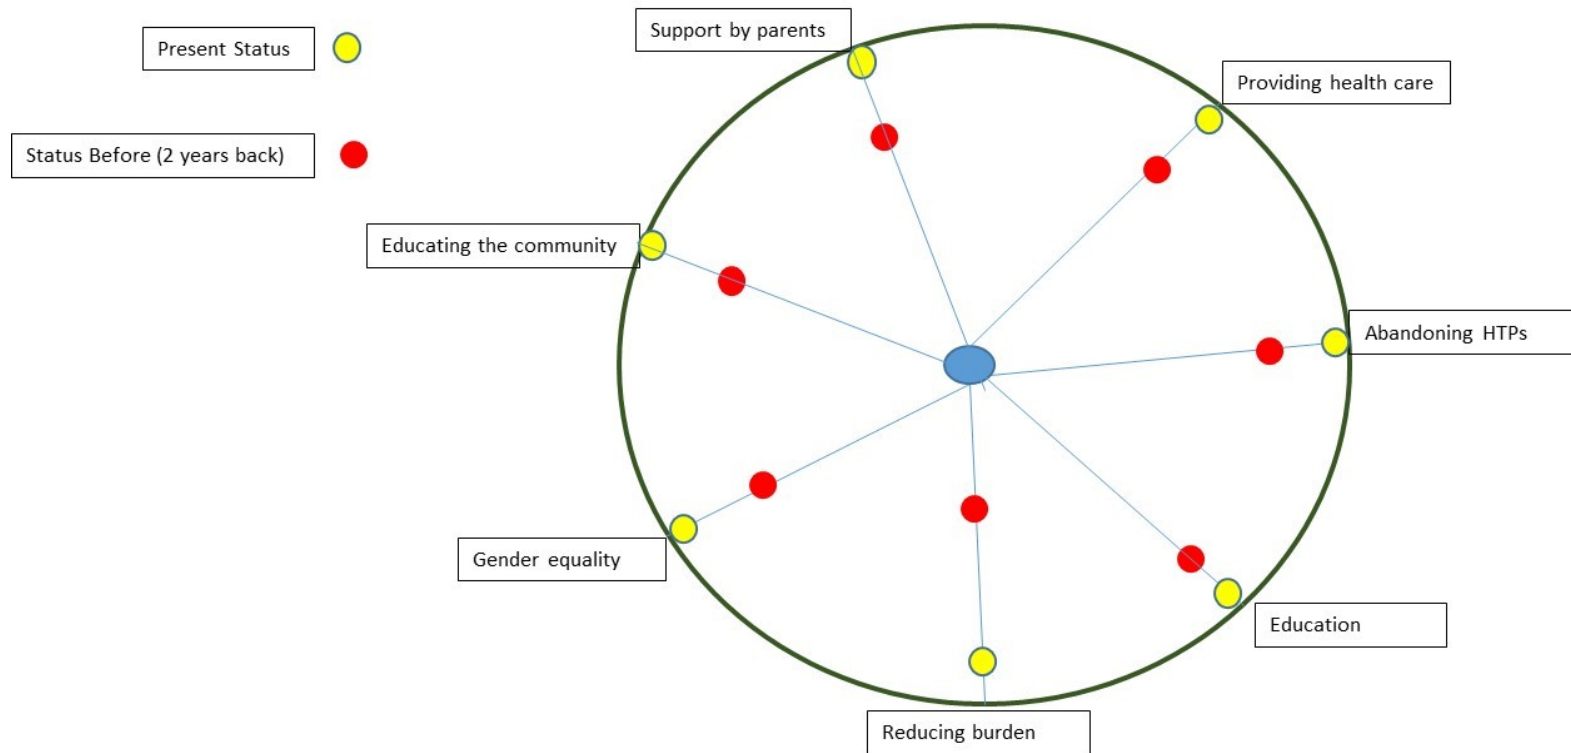 Support by parents
Present Status
Providing health care
Status Before (2 years back)
Educating the community
Abandoning HTPs
Gender equality
Education
Reducing burden